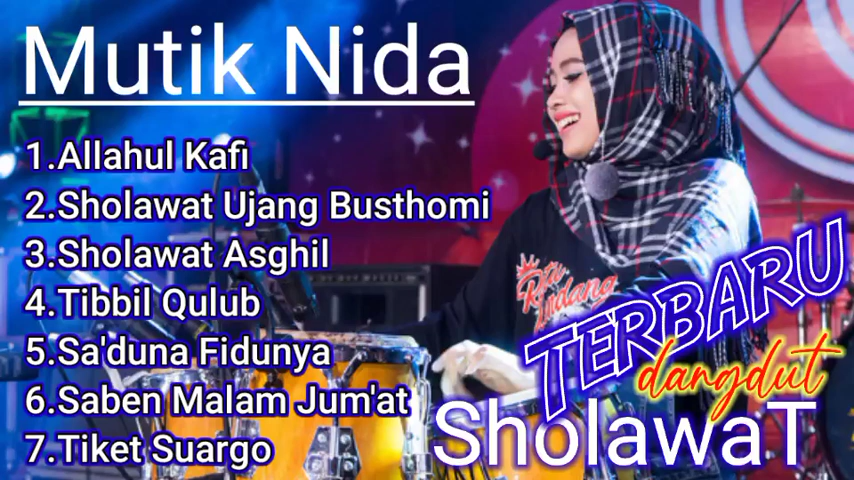 Mutik Nida
1.Allahul Kafi
2.Sholawat Ujang Busthomi
3.Sholawat Asghil
4.Tibbil Qulub
5.Sa'duna Fidunya
6.Saben Malam Jum'at
7.Tiket Suargo
TERBARU
dangdut
SholawaT